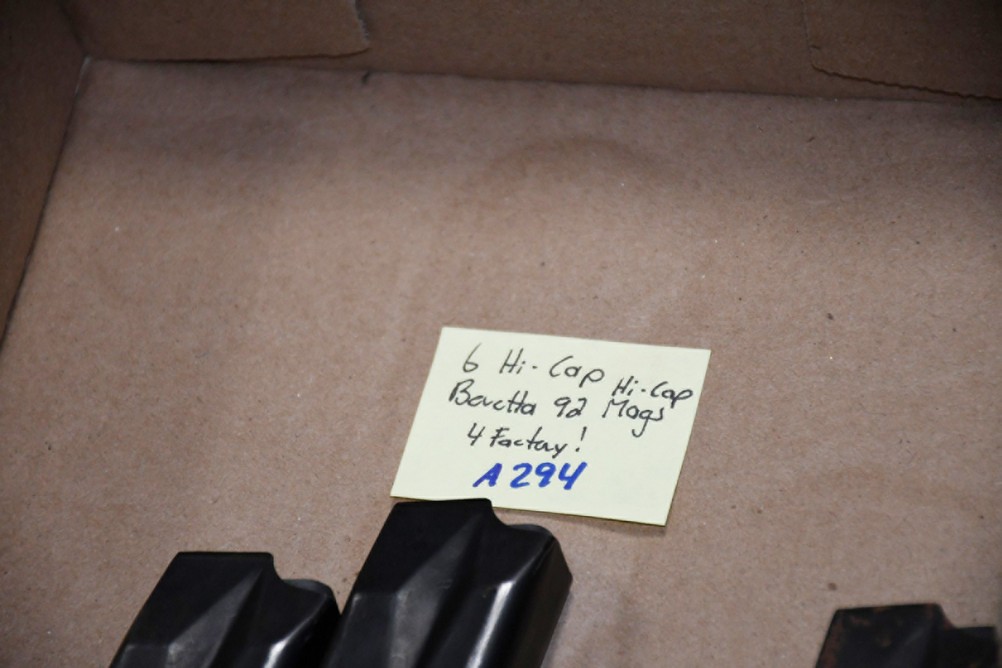 6 Hi-Cap
Hi-Cap
Beretta 92 Mags
4 Factory!
A294